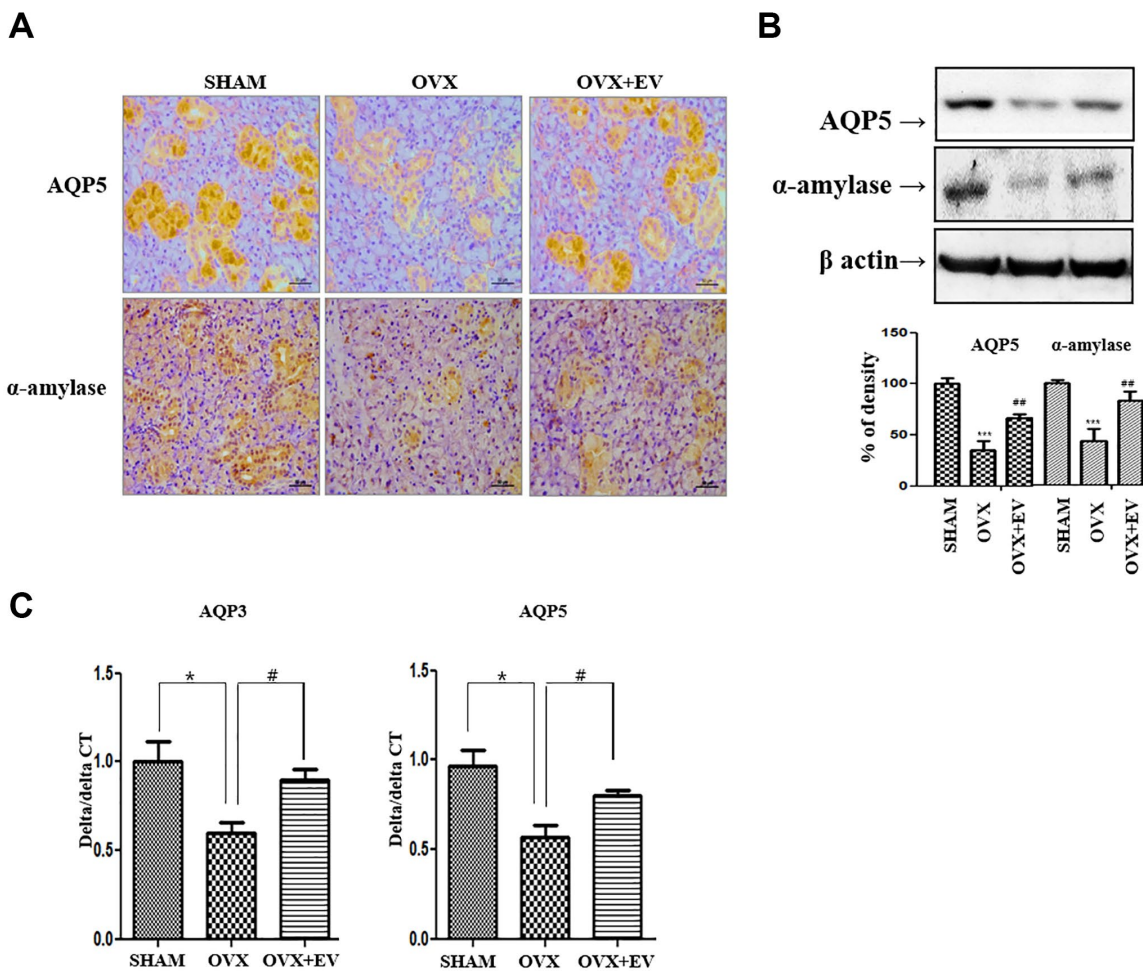 A
SHAM OVX OVX+EV
AQP5
α-amylase
B
AQP5 →
α-amylase →
β actin→
% of density
150
100
50
0
AQP5 α-amylase
*** ## *** ##
SHAM OVX OVX+EV SHAM OVX OVX+EV
C
AQP3
Delta/delta CT
1.5
1.0
0.5
0.0
* #
SHAM OVX OVX+EV
AQP5
Delta/delta CT
1.5
1.0
0.5
0.0
* #
SHAM OVX OVX+EV